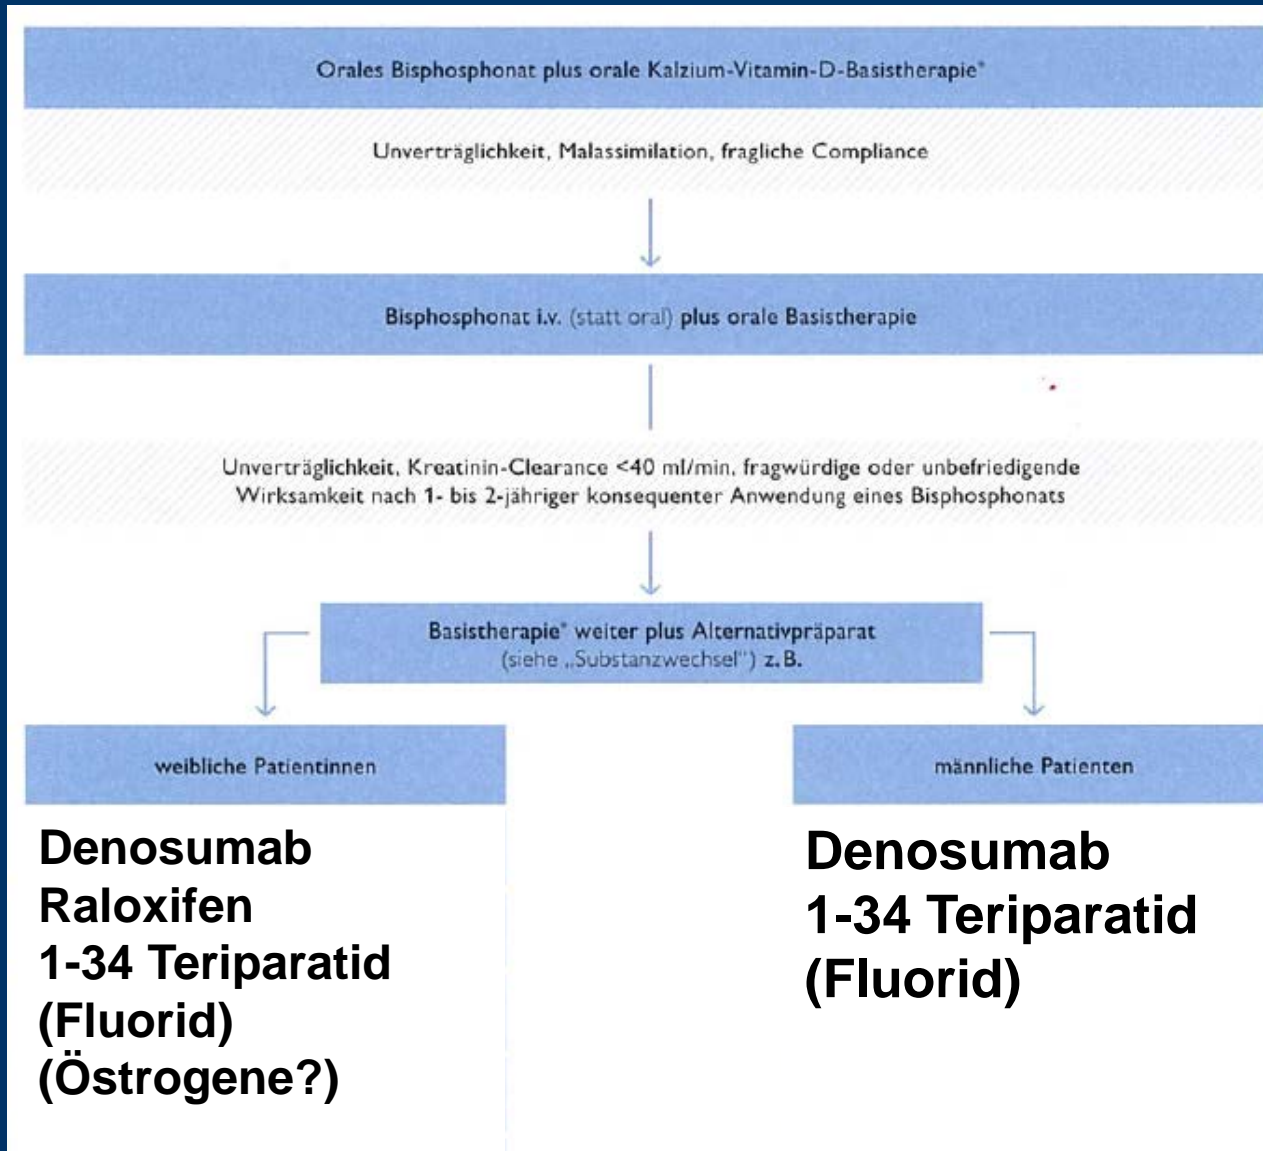 Orales Bisphosphonat plus orale Kalzium-Vitamin-D-Basistherapie*
Unverträglichkeit, Malassimilation, fragliche Compliance
Bisphosphonat i.v. (statt oral) plus orale Basistherapie
Unverträglichkeit, Kreatinin-Clearance <40 ml/min, fragwürdige oder unbefriedigende
Wirksamkeit nach 1- bis 2-jähriger konsequenter Anwendung eines Bisphosphonats
Basistherapie* weiter plus Alternativpräparat
(siehe „Substanzwechsel") z.B.
weibliche Patientinnen
Denosumab
Raloxifen
1-34 Teriparatid
(Fluorid)
(Östrogene?)
männliche Patienten
Denosumab
1-34 Teriparatid
(Fluorid)